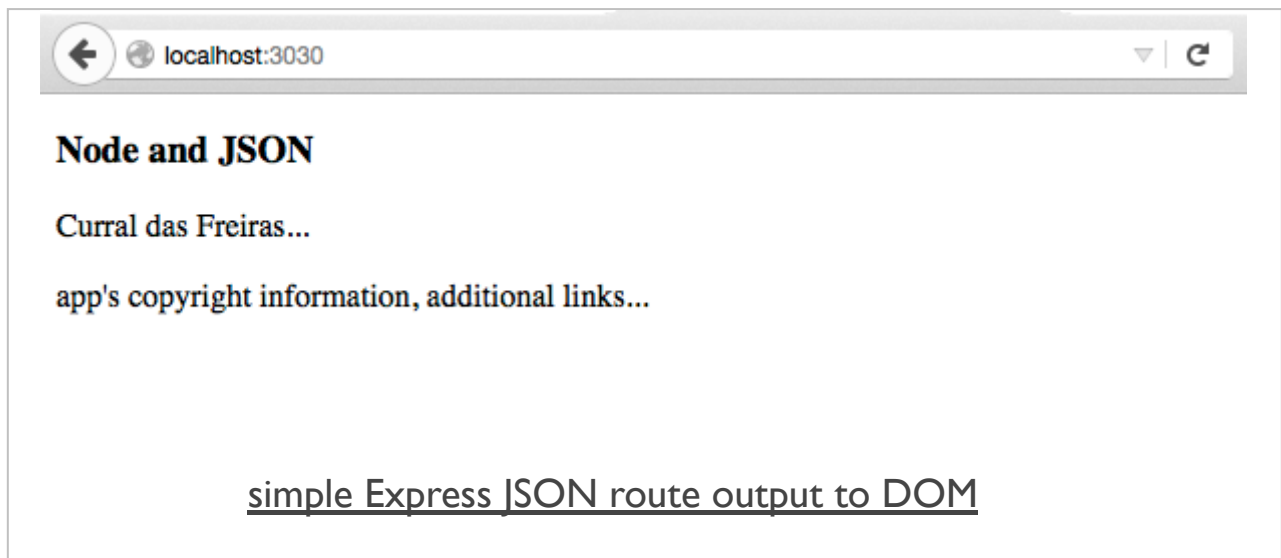 localhost:3030
Node and JSON
Curral das Freiras...
app's copyright information, additional links...
simple Express JSON route output to DOM